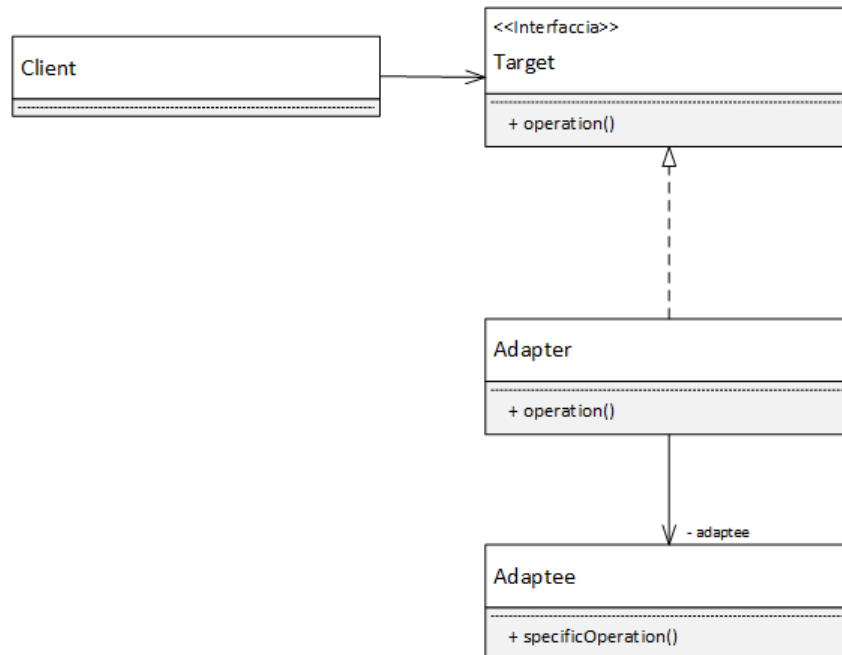 Client
<<Interfaccia>>
Target
+ operation()
Adapter
+ operation()
- adaptee
Adaptee
+ specificOperation()